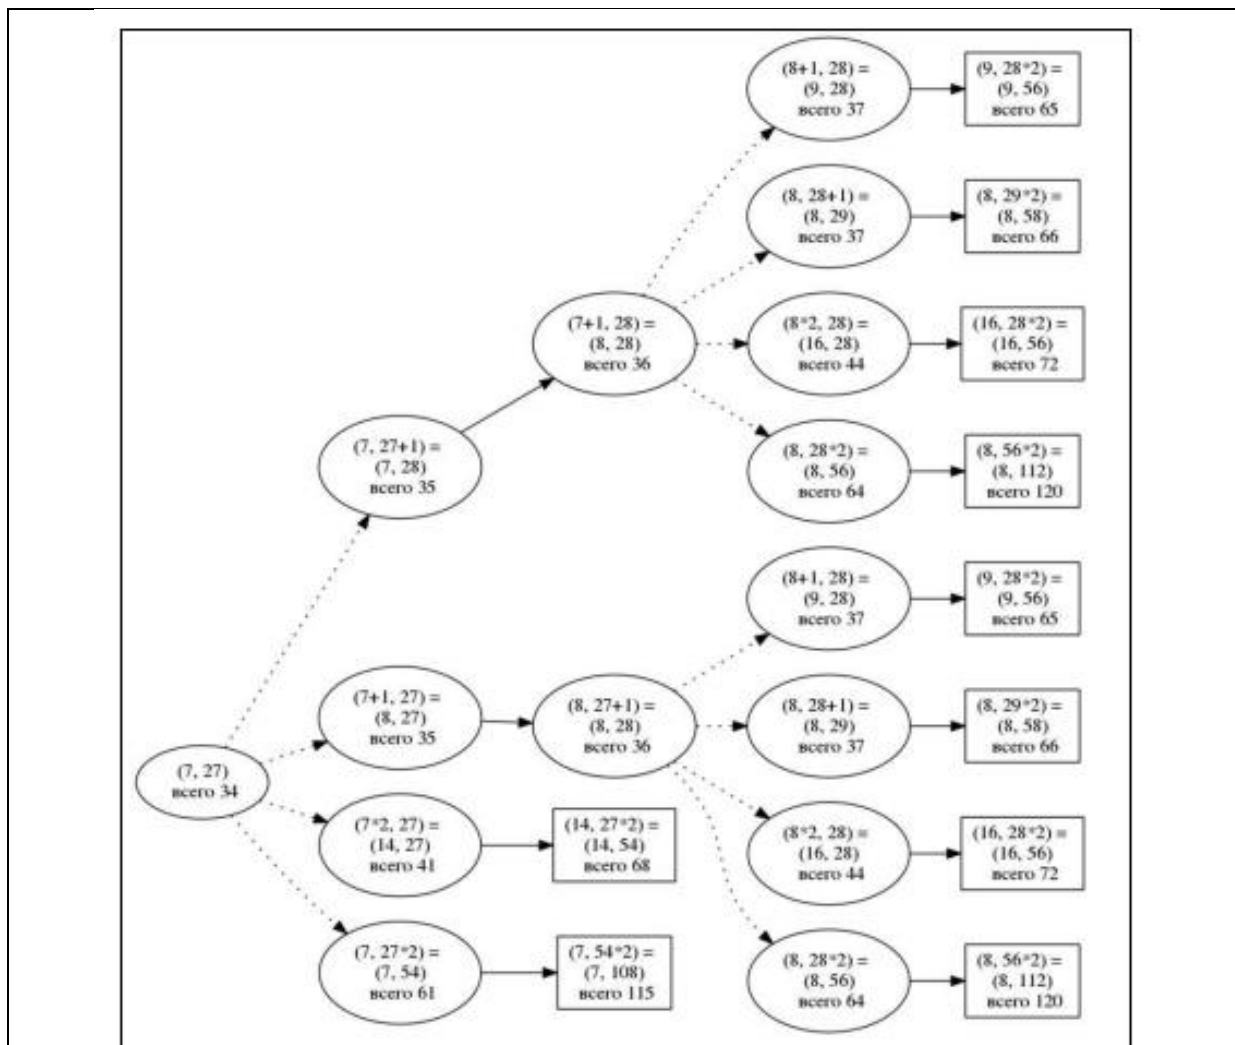 (8+1, 28) =
(9, 28)
всего 37
(9, 28*2) =
(9, 56)
всего 65
(8, 28+1) =
(8, 29)
всего 37
(8, 29*2) =
(8, 58)
всего 66
(7+1, 28) =
(8, 28)
всего 36
(8*2, 28) =
(16, 28)
всего 44
(16, 28*2) =
(16, 56)
всего 72
(7, 27+1) =
(7, 28)
всего 35
(8, 28*2) =
(8, 56)
всего 64
(8, 56*2) =
(8, 112)
всего 120
(8+1, 28) =
(9, 28)
всего 37
(9, 28*2) =
(9, 56)
всего 65
(7, 27)
всего 34
(7+1, 27) =
(8, 27)
всего 35
(8, 27+1) =
(8, 28)
всего 36
(8, 28+1) =
(8, 29)
всего 37
(8, 29*2) =
(8, 58)
всего 66
(7*2, 27) =
(14, 27)
всего 41
(14, 27*2) =
(14, 54)
всего 68
(8*2, 28) =
(16, 28)
всего 44
(16, 28*2) =
(16, 56)
всего 72
(7, 27*2) =
(7, 54)
всего 61
(7, 54*2) =
(7, 108)
всего 115
(8, 28*2) =
(8, 56)
всего 64
(8, 56*2) =
(8, 112)
всего 120